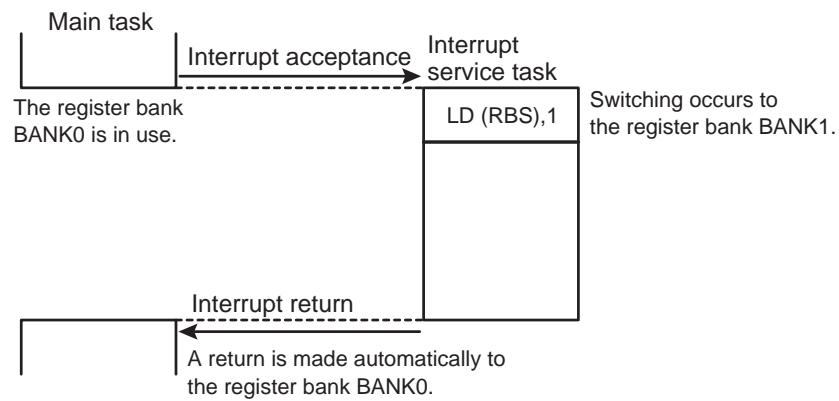 Main task
Interrupt acceptance
Interrupt
service task
The register bank
BANK0 is in use.
LD (RBS),1
Switching occurs to
the register bank BANK1.
Interrupt return
A return is made automatically to
the register bank BANK0.